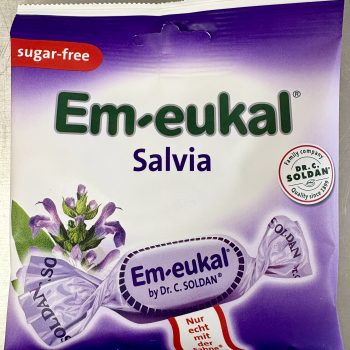 sugar-free
Em-eukal®
Salvia
Family company
DR. C.
SOLDAN®
Quality since 1899
Em-eukal®
by Dr. C. SOLDAN®
SOLDAN
Nur
echt mit
der
Fahne